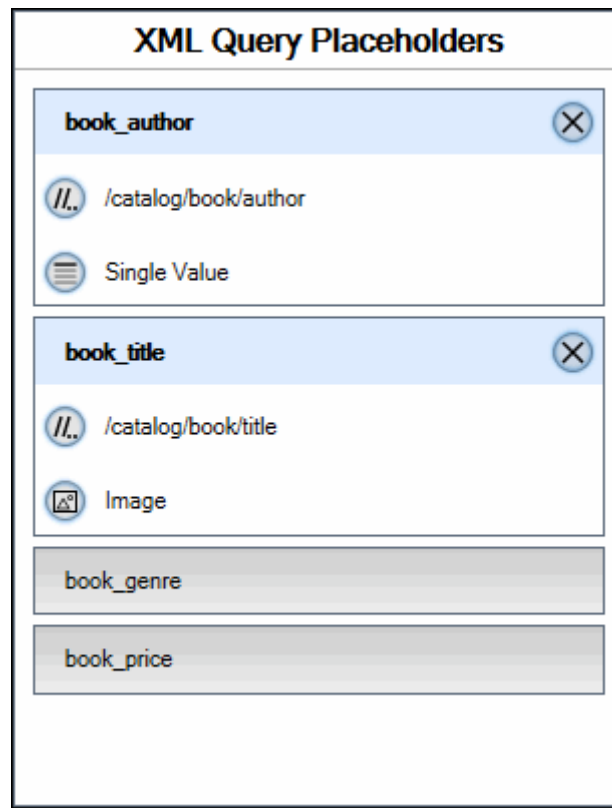 XML Query Placeholders
book_author
//.. /catalog/book/author
Single Value
book_title
//.. /catalog/book/title
Image
book_genre
book_price